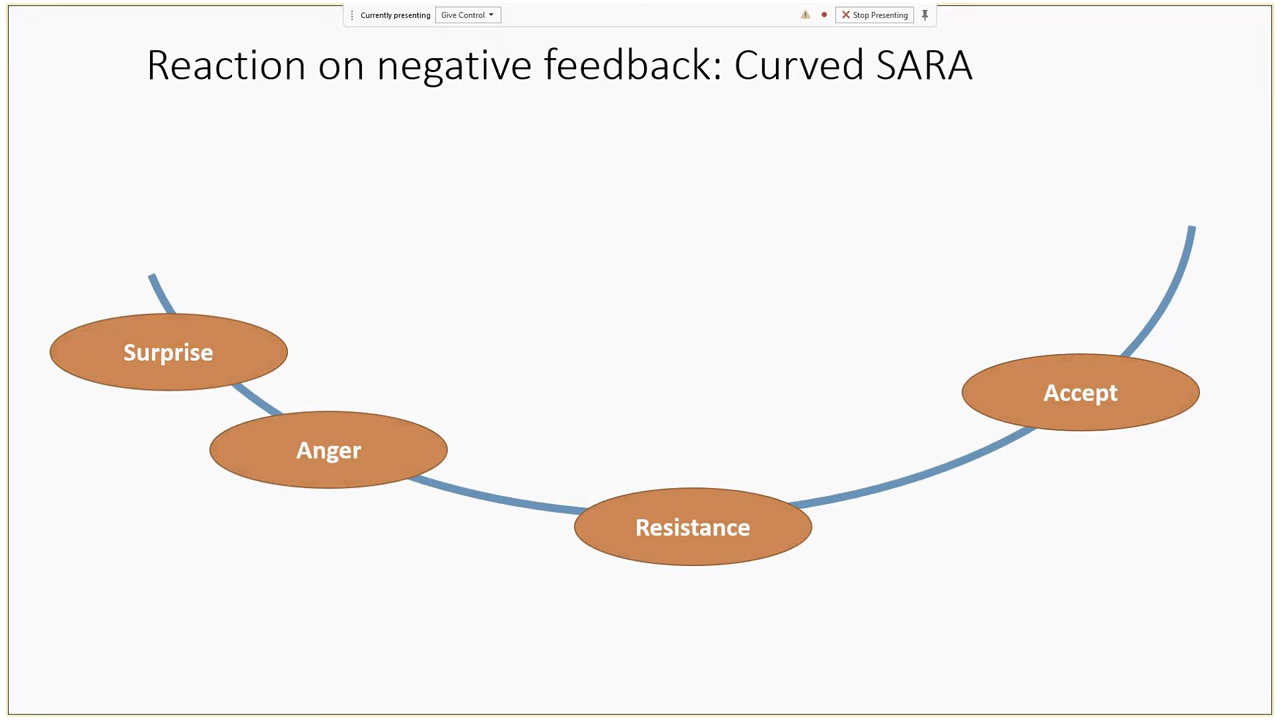 Currently presenting Give Control Stop Presenting
Reaction on negative feedback: Curved SARA
Surprise
Accept
Anger
Resistance